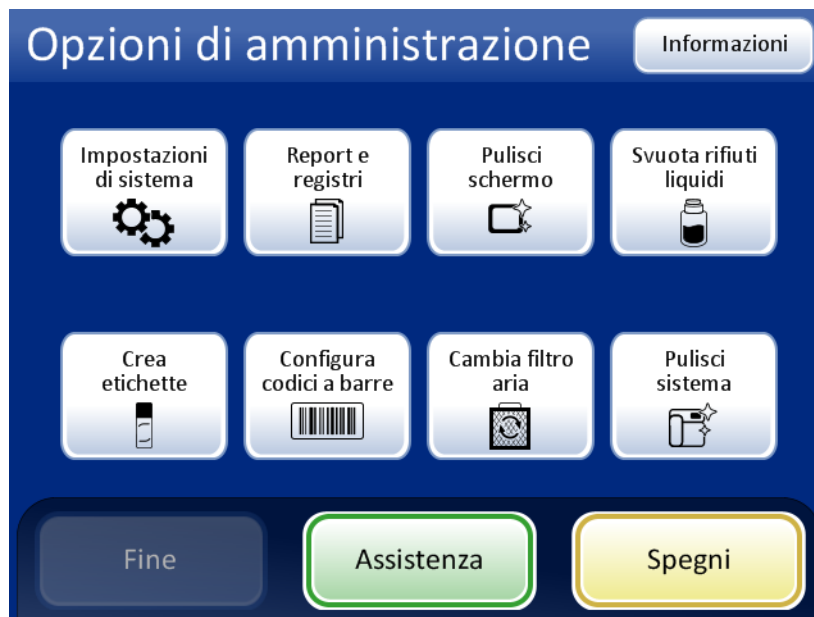 Opzioni di amministrazione
Informazioni
Impostazioni
di sistema
Report e
registri
Pulisci
schermo
Svuota rifiuti
liquidi
Crea
etichette
Configura
codici a barre
Cambia filtro
aria
Pulisci
sistema
Fine
Assistenza
Spegni